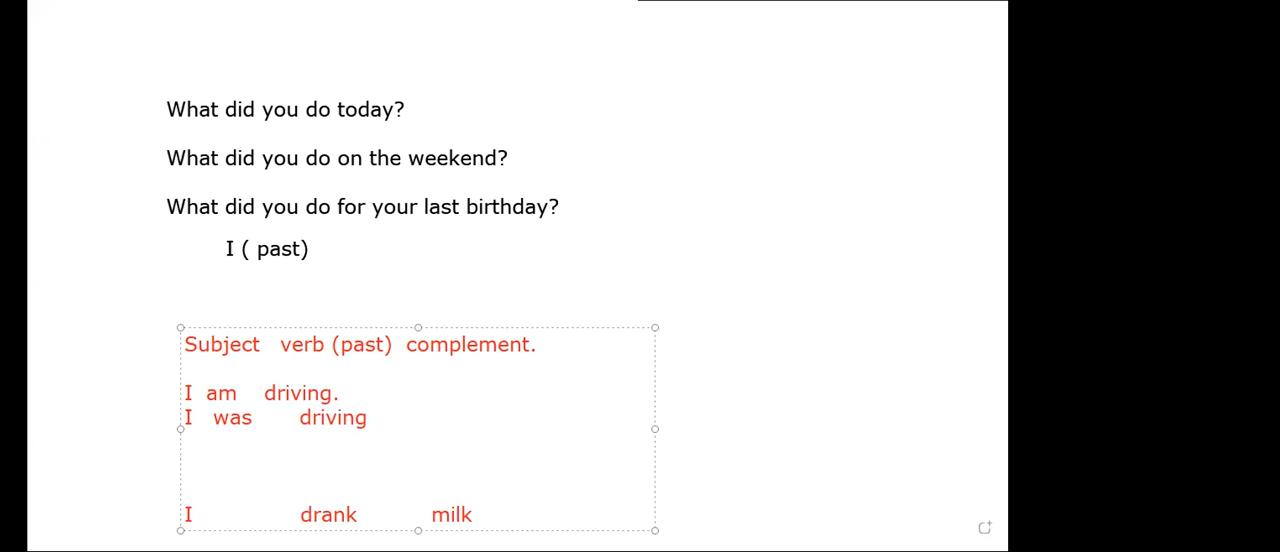 What did you do today?
What did you do on the weekend?
What did you do for your last birthday?
I ( past)
Subject verb (past) complement.
I am driving.
I was driving
I drank milk